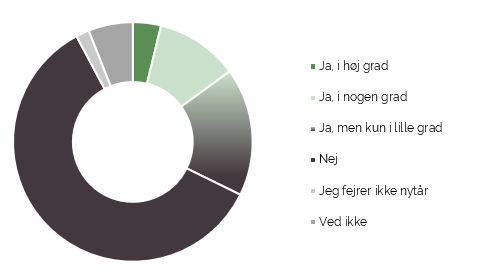 Ja, i høj grad
Ja, i nogen grad
Ja, men kun i lille grad
Nej
Jeg fejrer ikke nytår
Ved ikke